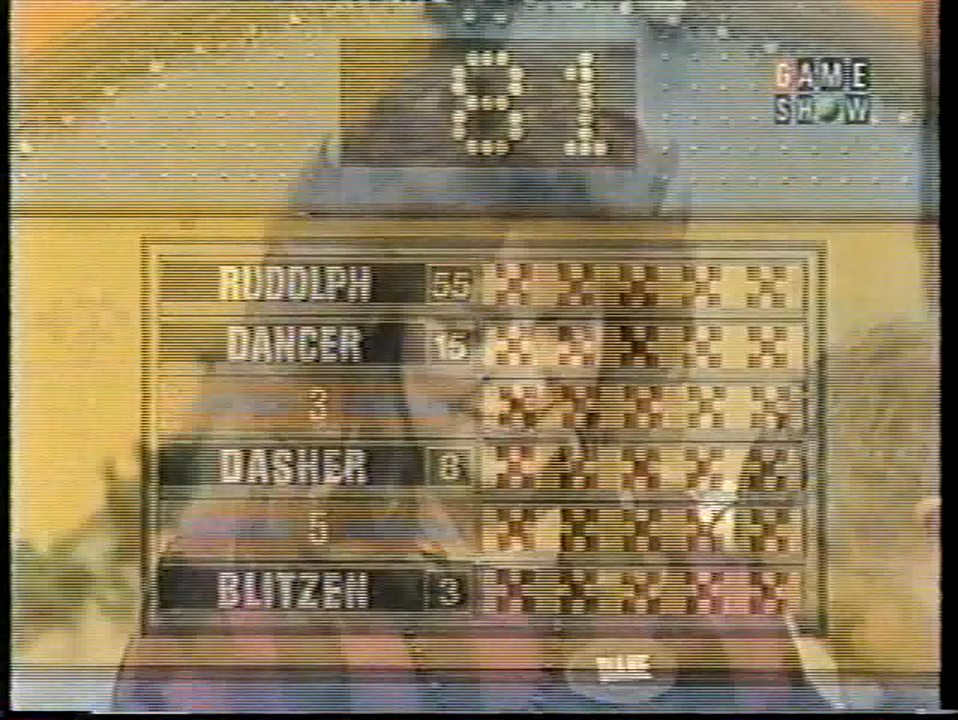 81
GAME
SHOW
RUDOLPH 55
DANCER 15
3
DASHER 8
5
BLITZEN 3